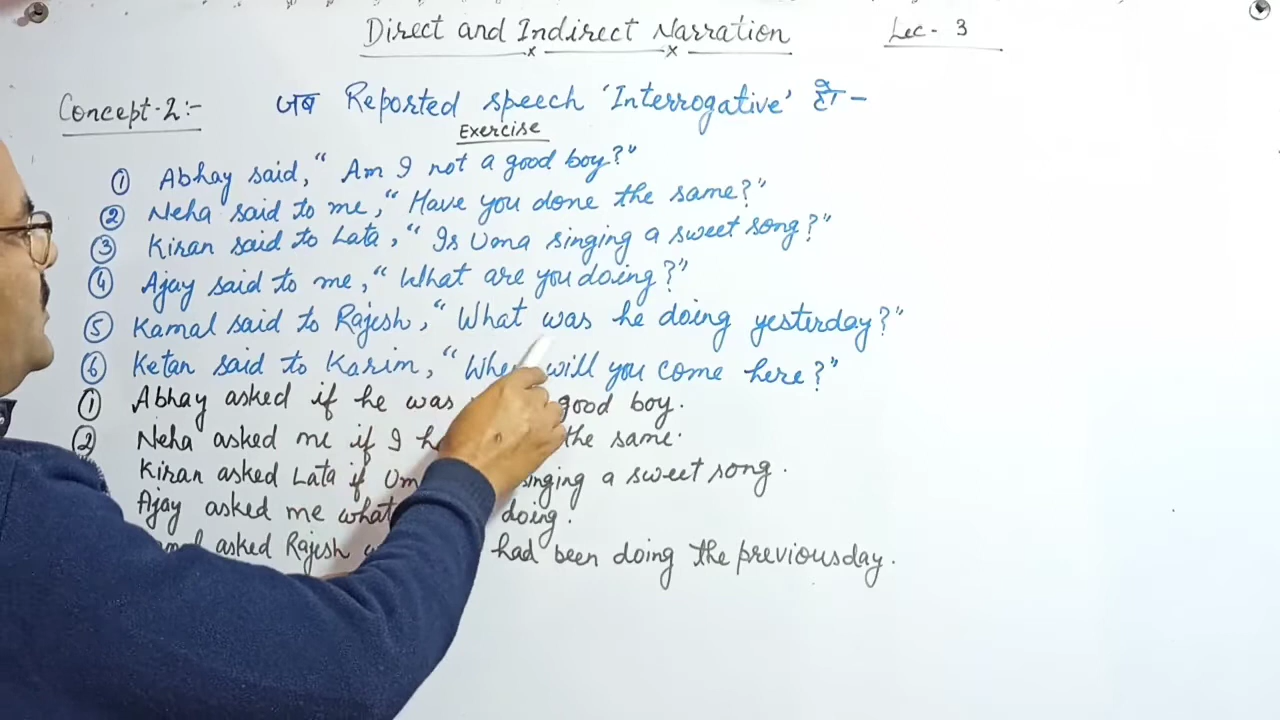 Direct and Indirect Narration
Lec - 3
Concept-2:-
जब Reported speech 'Interrogative' हो -
Exercise
① Abhay said, "Am I not a good boy?"
② Neha said to me, "Have you done the same?"
③ Kiran said to Lata, "Is Uma singing a sweet song?"
④ Ajay said to me, "What are you doing?"
⑤ Kamal said to Rajesh, "What was he doing yesterday?"
⑥ Ketan said to Karim, "When will you come here?"
① Abhay asked if he was good boy.
② Neha asked me if I the same.
Kiran asked Lata if a sweet song.
Ajay asked me what doing.
asked Rajesh had been doing the previousday.